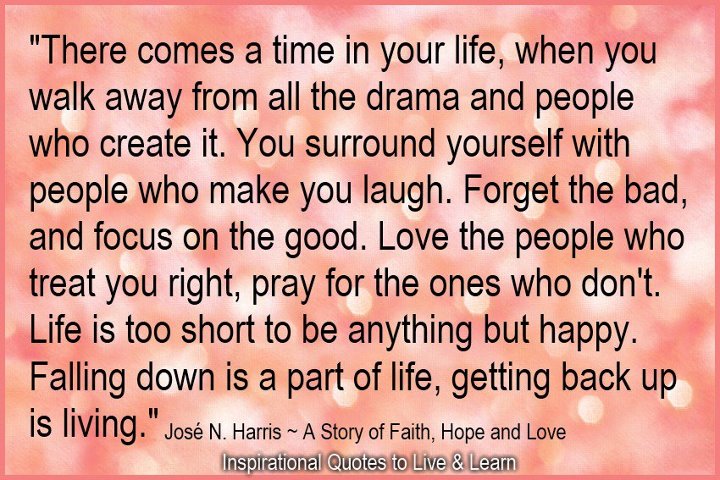 "There comes a time in your life, when you
walk away from all the drama and people
who create it. You surround yourself with
people who make you laugh. Forget the bad,
and focus on the good. Love the people who
treat you right, pray for the ones who don't.
Life is too short to be anything but happy.
Falling down is a part of life, getting back up
is living." José N. Harris ~ A Story of Faith, Hope and Love
Inspirational Quotes to Live & Learn